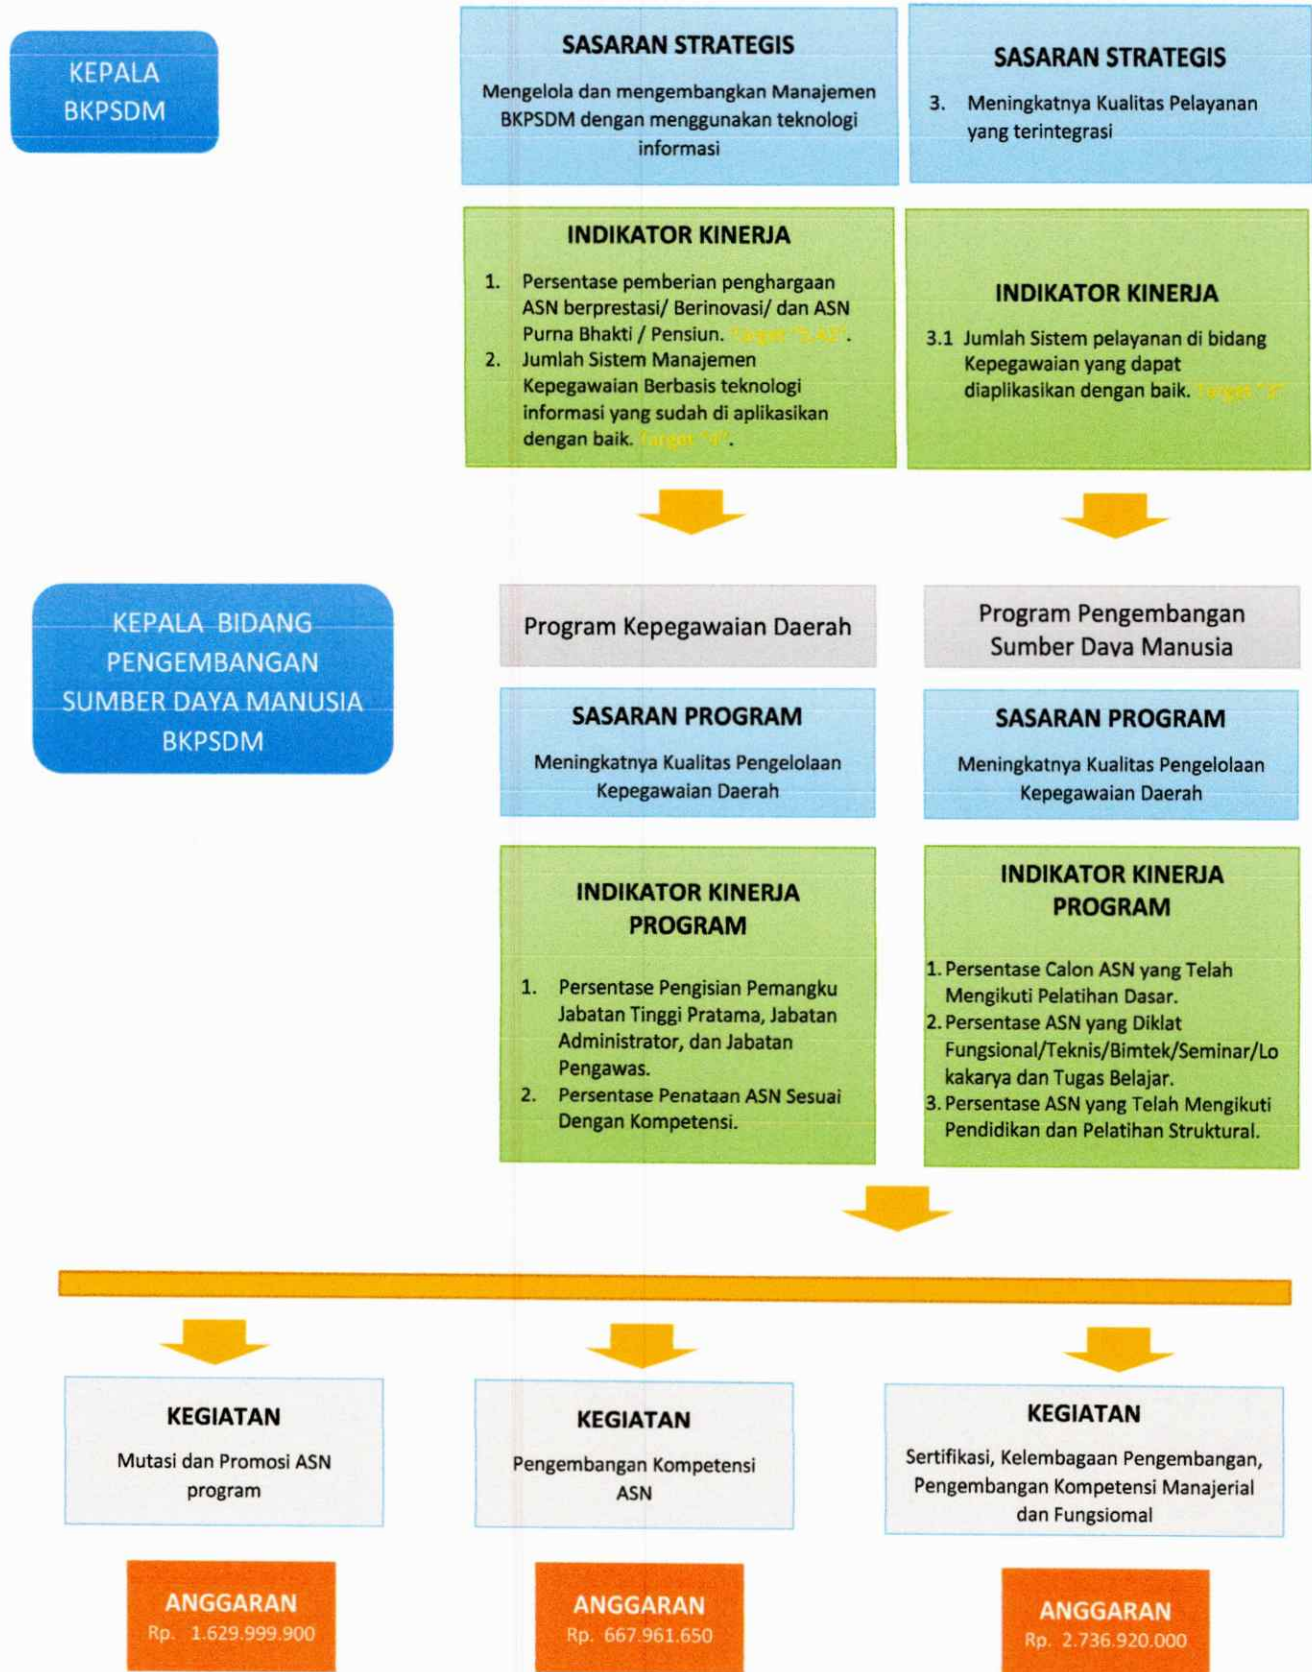 KEPALA
BKPSDM
SASARAN STRATEGIS
Mengelola dan mengembangkan Manajemen
BKPSDM dengan menggunakan teknologi
informasi
SASARAN STRATEGIS
3. Meningkatnya Kualitas Pelayanan
yang terintegrasi
INDIKATOR KINERJA
1. Persentase pemberian penghargaan
ASN berprestasi/ Berinovasi/ dan ASN
Purna Bhakti / Pensiun. Target
2. Jumlah Sistem Manajemen
Kepegawaian Berbasis teknologi
informasi yang sudah di aplikasikan
dengan baik. Target
INDIKATOR KINERJA
3.1 Jumlah Sistem pelayanan di bidang
Kepegawaian yang dapat
diaplikasikan dengan baik. Target
KEPALA BIDANG
PENGEMBANGAN
SUMBER DAYA MANUSIA
BKPSDM
Program Kepegawaian Daerah
Program Pengembangan
Sumber Daya Manusia
SASARAN PROGRAM
Meningkatnya Kualitas Pengelolaan
Kepegawaian Daerah
SASARAN PROGRAM
Meningkatnya Kualitas Pengelolaan
Kepegawaian Daerah
INDIKATOR KINERJA
PROGRAM
1. Persentase Pengisian Pemangku
Jabatan Tinggi Pratama, Jabatan
Administrator, dan Jabatan
Pengawas.
2. Persentase Penataan ASN Sesuai
Dengan Kompetensi.
INDIKATOR KINERJA
PROGRAM
1. Persentase Calon ASN yang Telah
Mengikuti Pelatihan Dasar.
2. Persentase ASN yang Diklat
Fungsional/Teknis/Bimtek/Seminar/Lo
kakarya dan Tugas Belajar.
3. Persentase ASN yang Telah Mengikuti
Pendidikan dan Pelatihan Struktural.
KEGIATAN
Mutasi dan Promosi ASN
program
KEGIATAN
Pengembangan Kompetensi
ASN
KEGIATAN
Sertifikasi, Kelembagaan Pengembangan,
Pengembangan Kompetensi Manajerial
dan Fungsiomal
ANGGARAN
Rp. 1.629.999.900
ANGGARAN
Rp. 667.961.650
ANGGARAN
Rp. 2.736.920.000